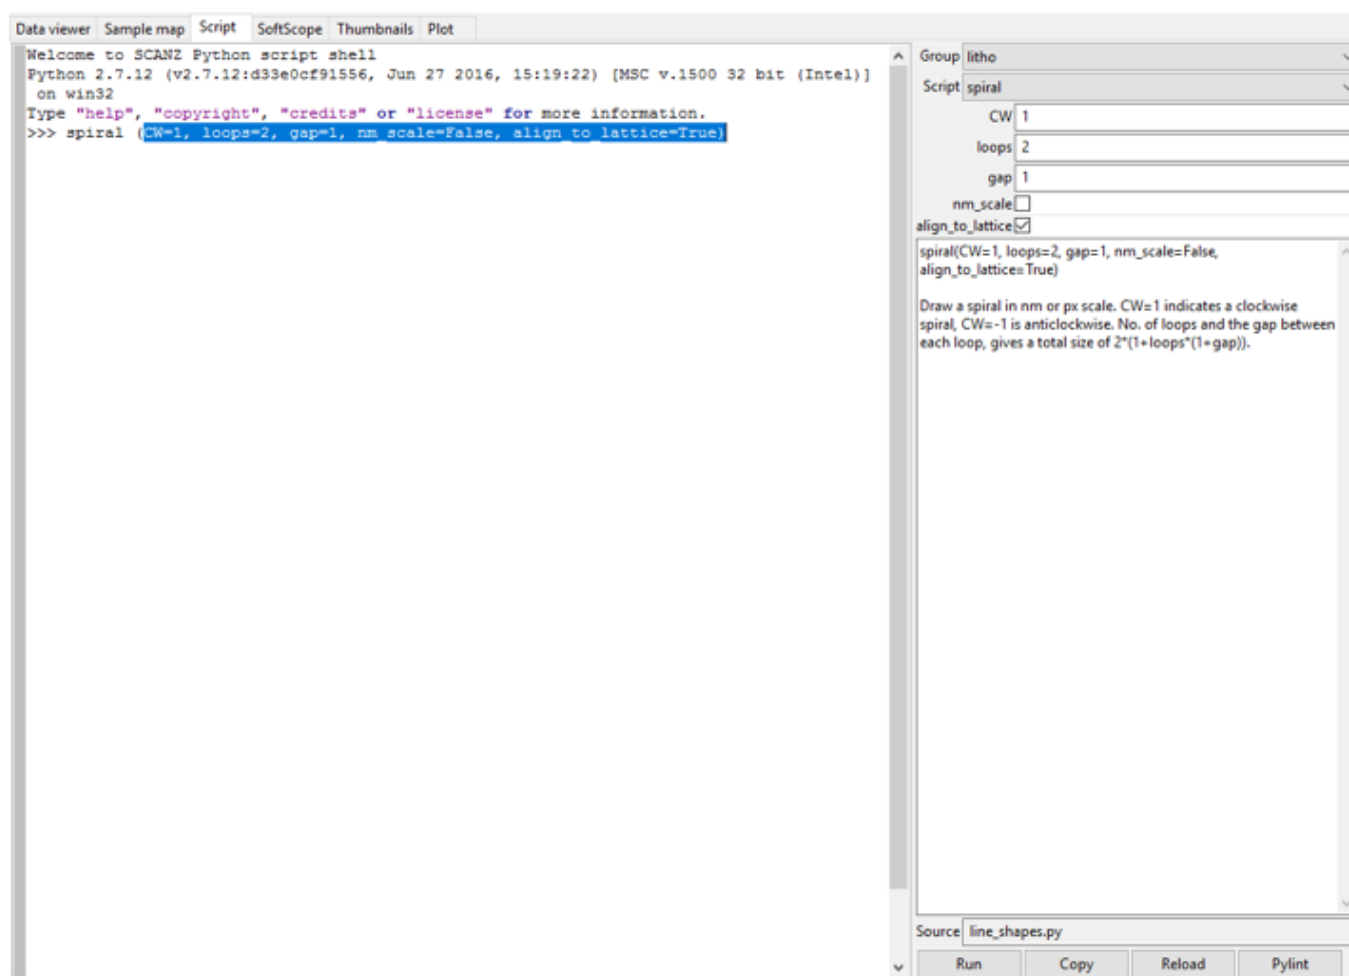 Data viewer Sample map Script SoftScope Thumbnails Plot
Welcome to SCANZ Python script shell
Python 2.7.12 (v2.7.12:d33e0cf91556, Jun 27 2016, 15:19:22) [MSC v.1500 32 bit (Intel)]
on win32
Type "help", "copyright", "credits" or "license" for more information.
>>> spiral (CW=1, loops=2, gap=1, nm_scale=False, align_to_lattice=True)
Group litho
Script spiral
CW 1
loops 2
gap 1
nm_scale
align_to_lattice
spiral(CW=1, loops=2, gap=1, nm_scale=False,
align_to_lattice=True)
Draw a spiral in nm or px scale. CW=1 indicates a clockwise
spiral, CW=-1 is anticlockwise. No. of loops and the gap between
each loop, gives a total size of 2*(1+loops*(1+gap)).
Source line_shapes.py
Run Copy Reload Pylint